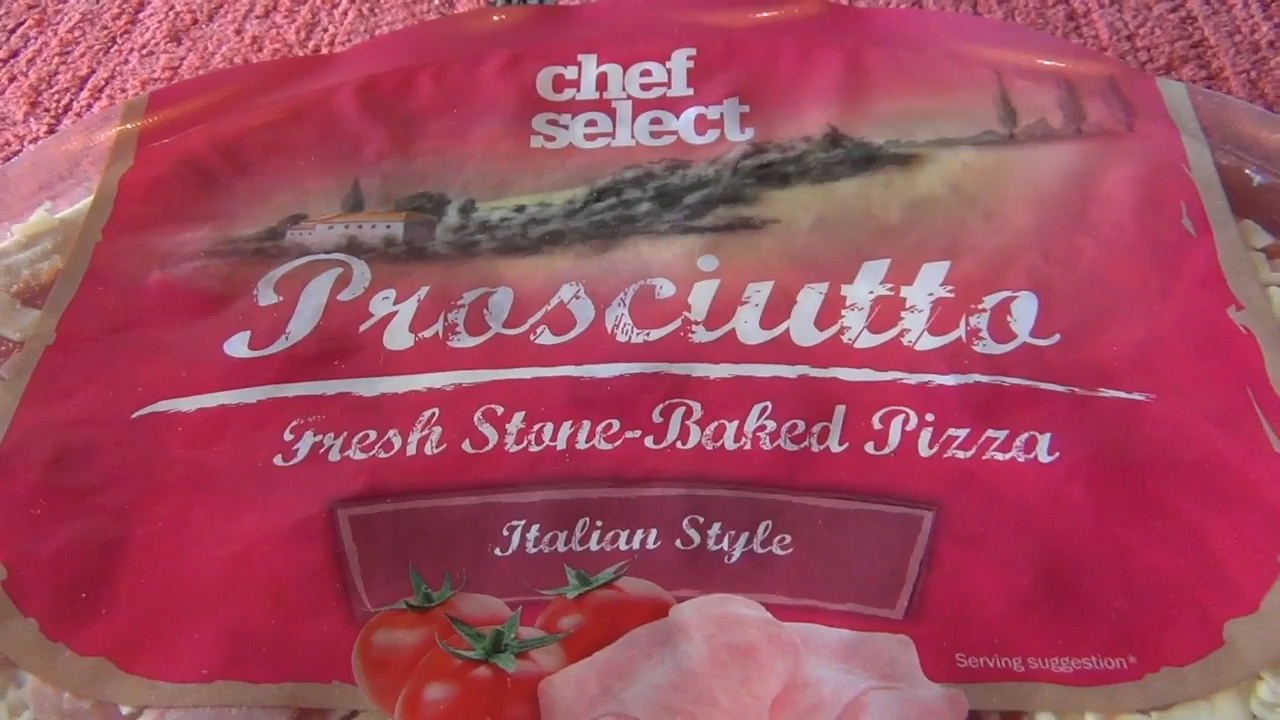 chef
select
Prosciutto
Fresh Stone-Baked Pizza
Italian Style
Serving suggestion*